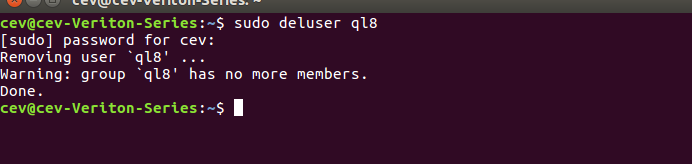 cev@cev-Veriton-Series: ~
cev@cev-Veriton-Series:~$ sudo deluser ql8
[sudo] password for cev:
Removing user `ql8' ...
Warning: group `ql8' has no more members.
Done.
cev@cev-Veriton-Series:~$